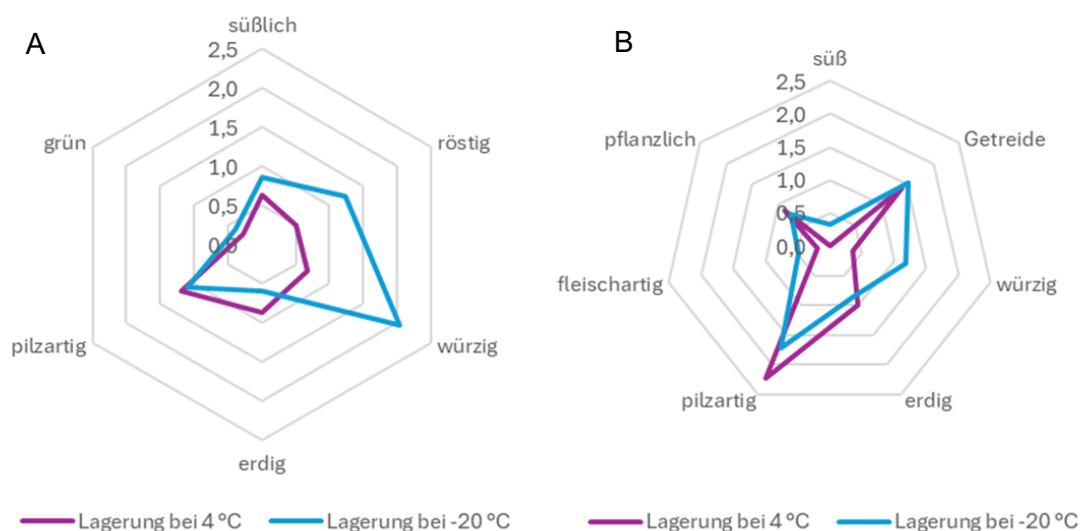 A
süßlich
2,5
2,0
1,5
1,0
0,5
0,0
röstig
würzig
erdig
pilzartig
grün
Lagerung bei 4 °C
Lagerung bei -20 °C
B
süß
2,5
2,0
1,5
1,0
0,5
0,0
Getreide
würzig
erdig
pilzartig
fleischartig
pflanzlich
Lagerung bei 4 °C
Lagerung bei -20 °C